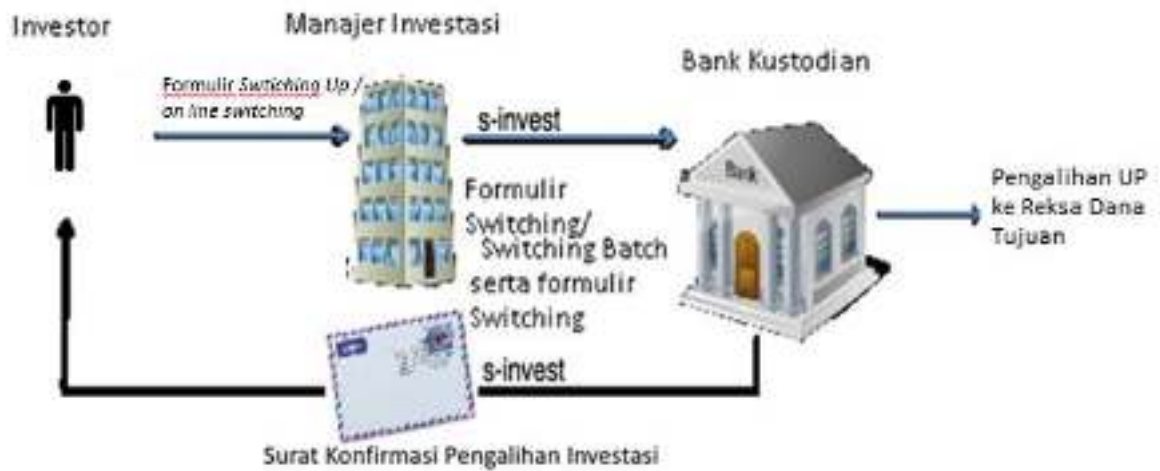 Investor
Manajer Investasi
Bank Kustodian
Formulir Swtiching Up /
on line switching
s-invest
Bank
Formulir
Switching/
Switching Batch
serta formulir
Switching
Pengalihan UP
ke Reksa Dana
Tujuan
s-invest
Surat Konfirmasi Pengalihan Investasi